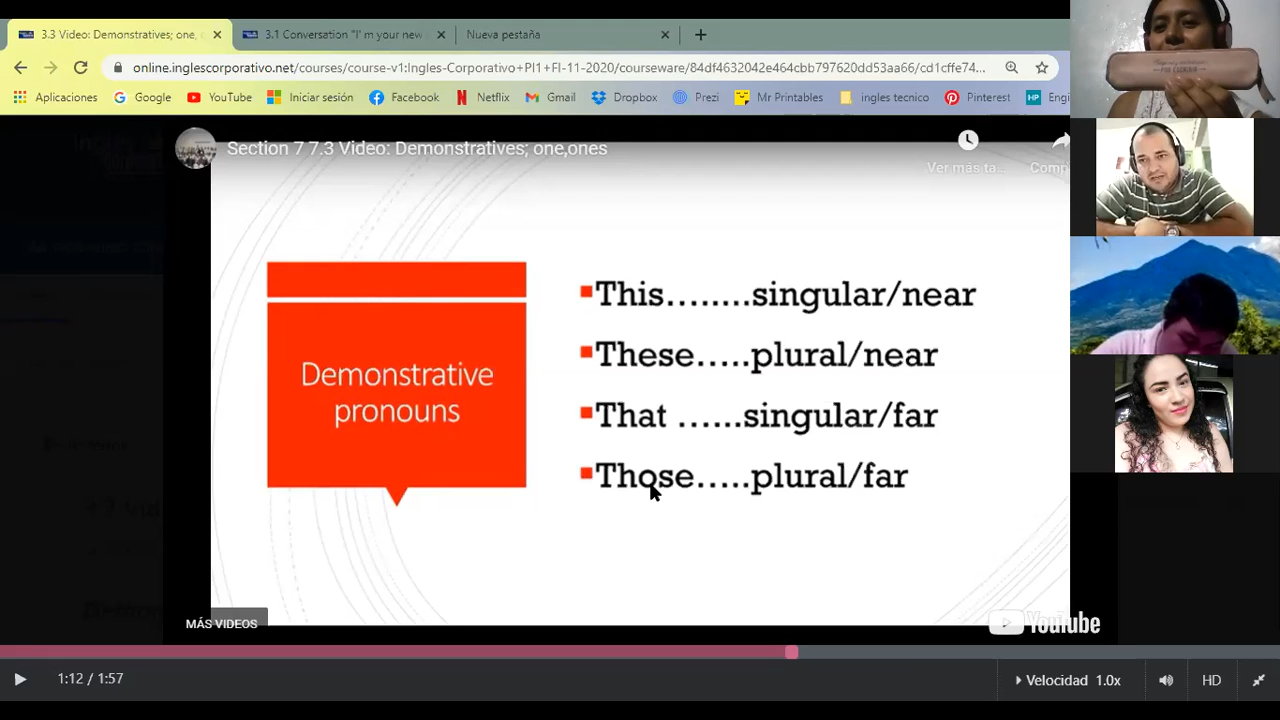 3.3 Video: Demonstratives; one,
3.1 Conversation "I' m your new
Nueva pestaña
online.inglescorporativo.net/courses/course-v1:Ingles-Corporativo+PI1+FI-11-2020/courseware/84df4632042e464cbb797620dd53aa66/cd1cffe74...
Aplicaciones
Google
YouTube
Iniciar sesión
Facebook
Netflix
Gmail
Dropbox
Prezi
Mr Printables
ingles tecnico
Pinterest
HP
Engl
Section 7 7.3 Video: Demonstratives; one,ones
Ver más ta...
Comp
This........singular/near
These.....plural/near
That ......singular/far
Those.....plural/far
Demonstrative
pronouns
MÁS VIDEOS
YouTube
1:12 / 1:57
Velocidad 1.0x
HD